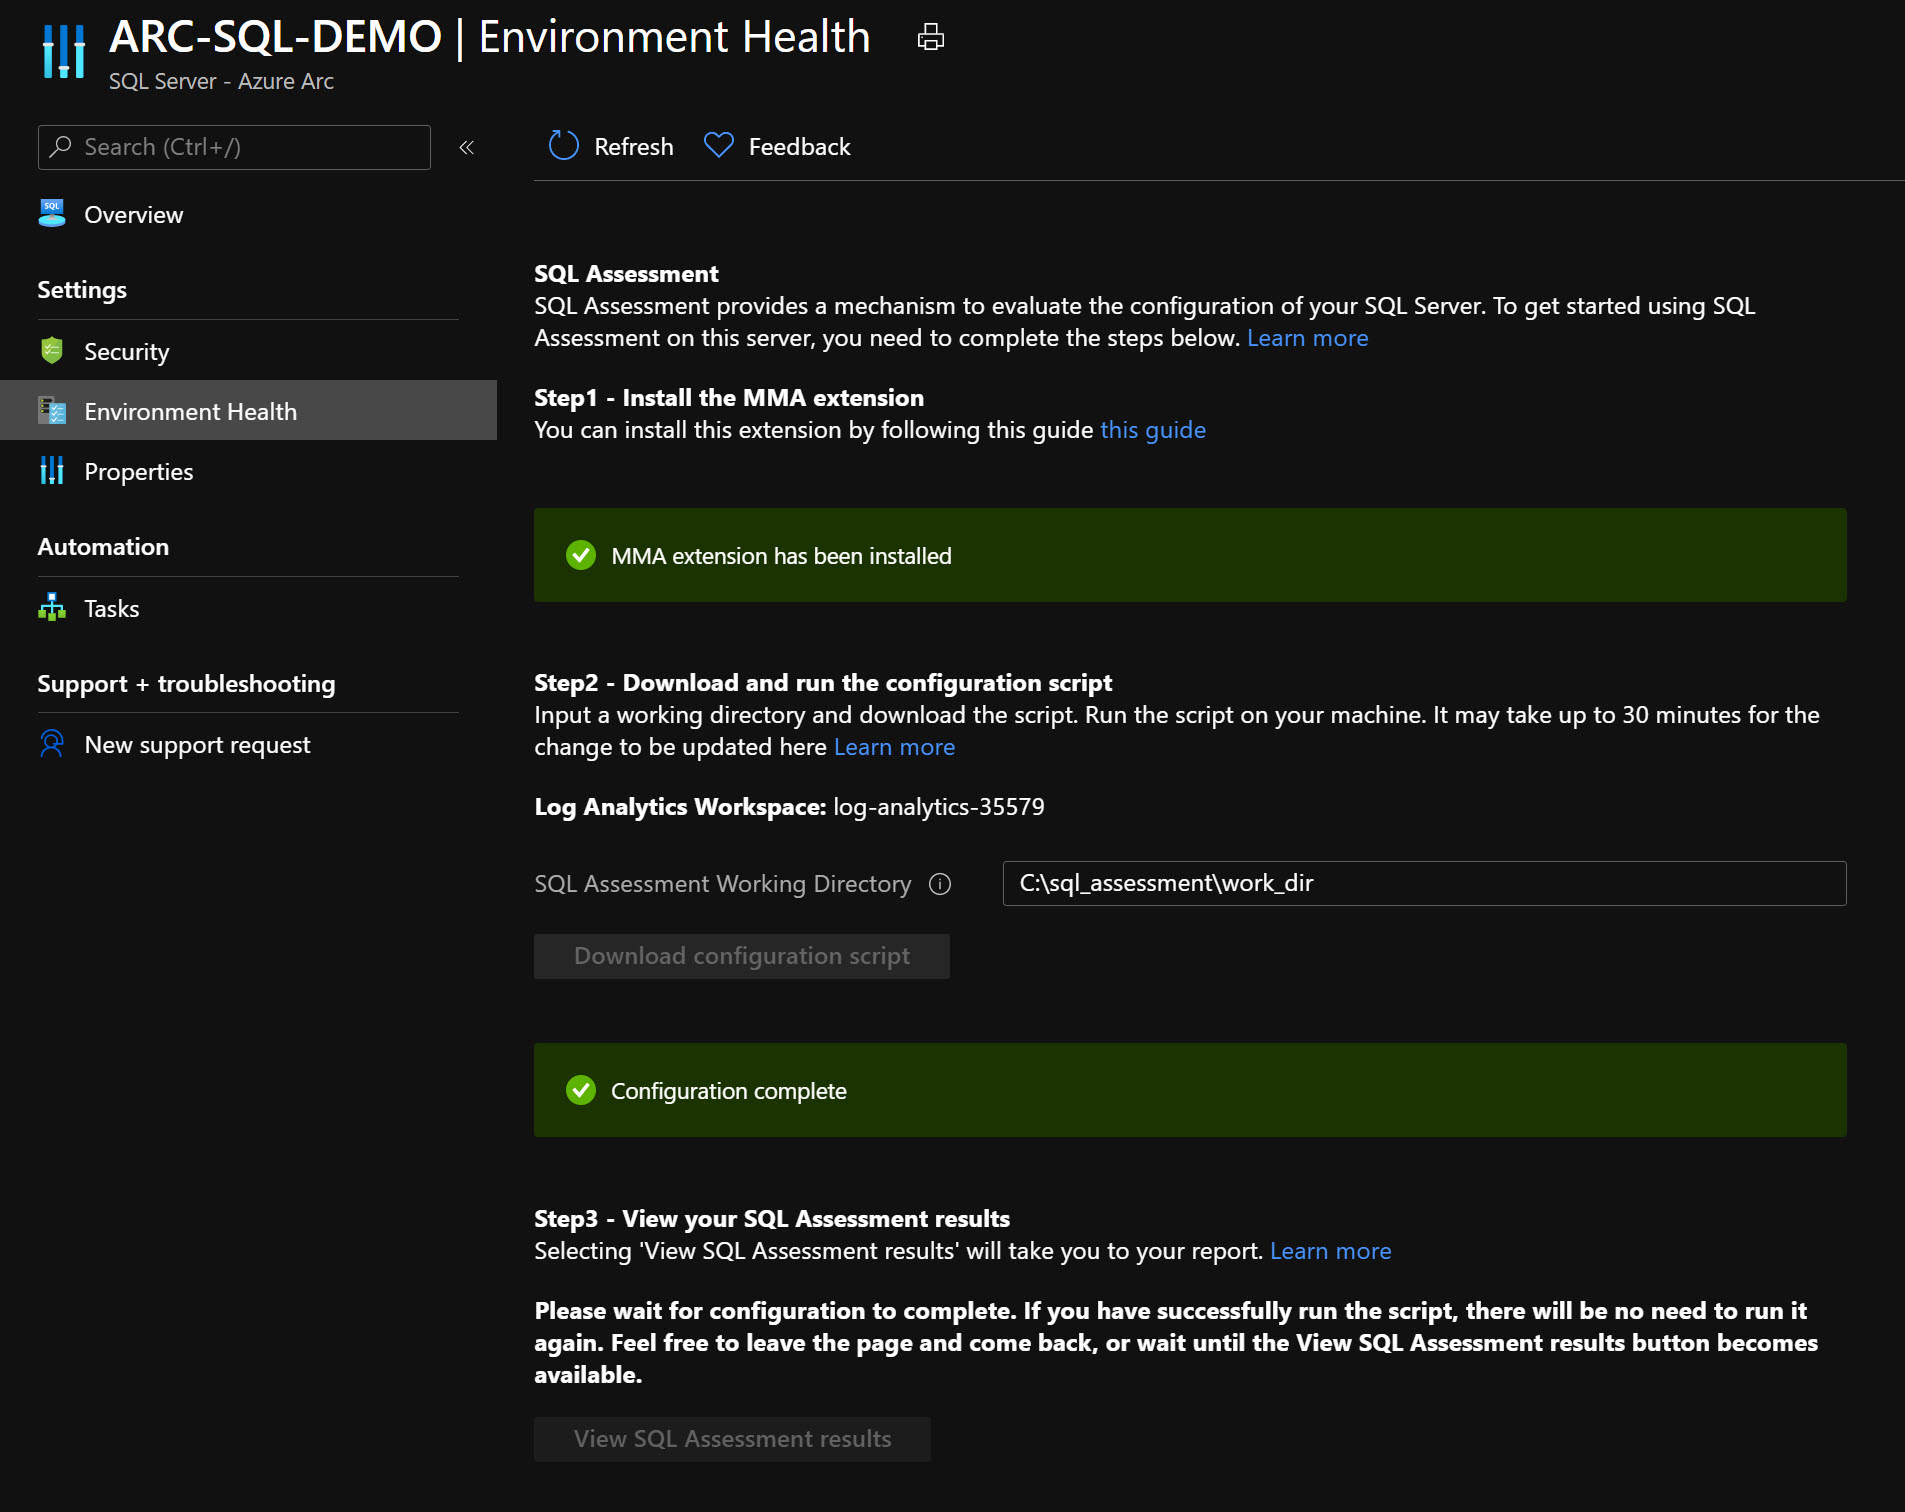 ARC-SQL-DEMO | Environment Health
SQL Server - Azure Arc
Search (Ctrl+/)
«
Refresh
Feedback
SQL
Overview
Settings
Security
Environment Health
Properties
Automation
Tasks
Support + troubleshooting
New support request
SQL Assessment
SQL Assessment provides a mechanism to evaluate the configuration of your SQL Server. To get started using SQL
Assessment on this server, you need to complete the steps below. Learn more
Step1 - Install the MMA extension
You can install this extension by following this guide this guide
MMA extension has been installed
Step2 - Download and run the configuration script
Input a working directory and download the script. Run the script on your machine. It may take up to 30 minutes for the
change to be updated here Learn more
Log Analytics Workspace: log-analytics-35579
SQL Assessment Working Directory
C:\sql_assessment\work_dir
Download configuration script
Configuration complete
Step3 - View your SQL Assessment results
Selecting 'View SQL Assessment results' will take you to your report. Learn more
Please wait for configuration to complete. If you have successfully run the script, there will be no need to run it
again. Feel free to leave the page and come back, or wait until the View SQL Assessment results button becomes
available.
View SQL Assessment results